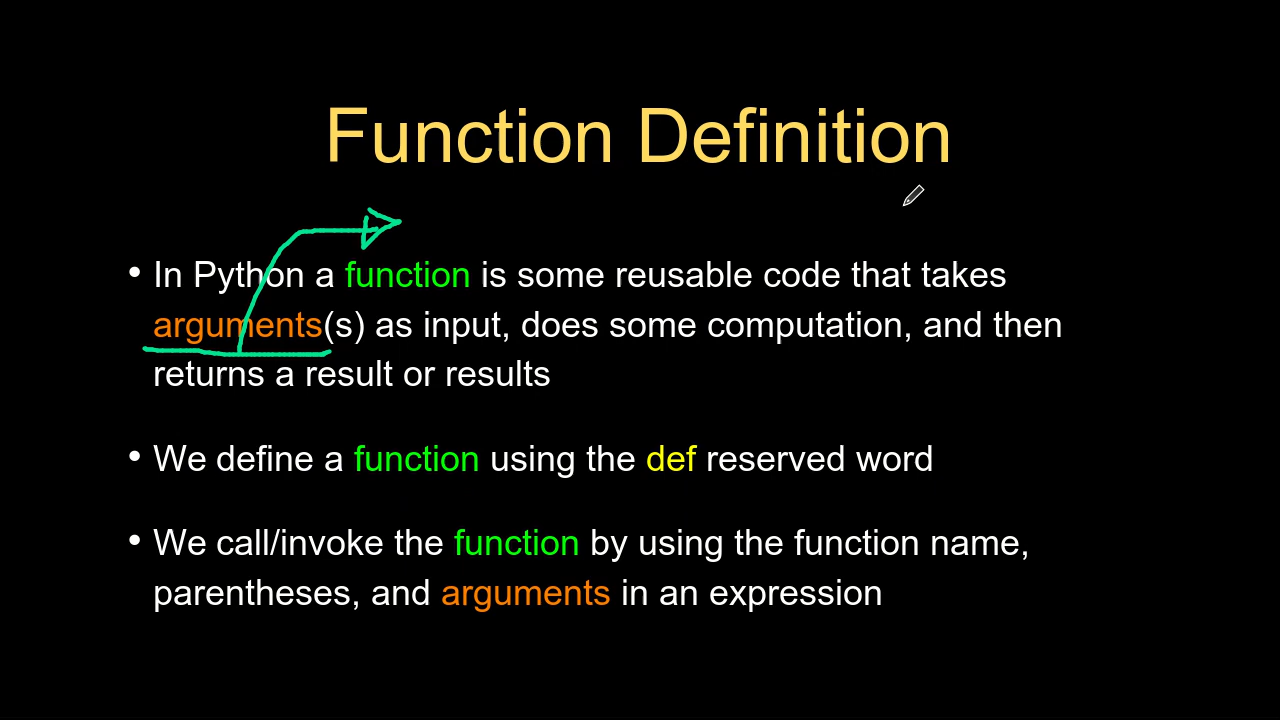 Function Definition
• In Python a function is some reusable code that takes
arguments(s) as input, does some computation, and then
returns a result or results
• We define a function using the def reserved word
• We call/invoke the function by using the function name,
parentheses, and arguments in an expression